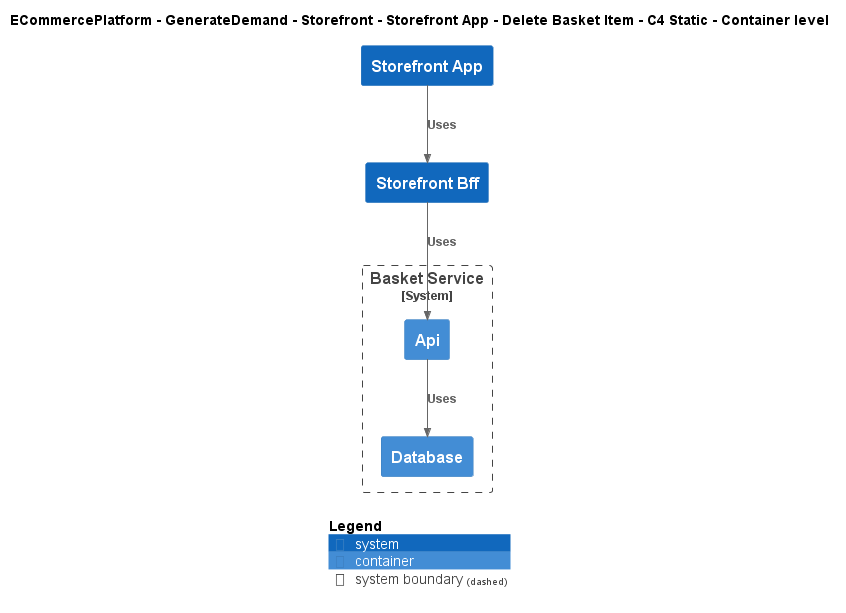 ECommercePlatform - GenerateDemand - Storefront - Storefront App - Delete Basket Item - C4 Static - Container level
Storefront App
Uses
Storefront Bff
Uses
Basket Service
[System]
Api
Uses
Database
Legend
system
container
system boundary (dashed)